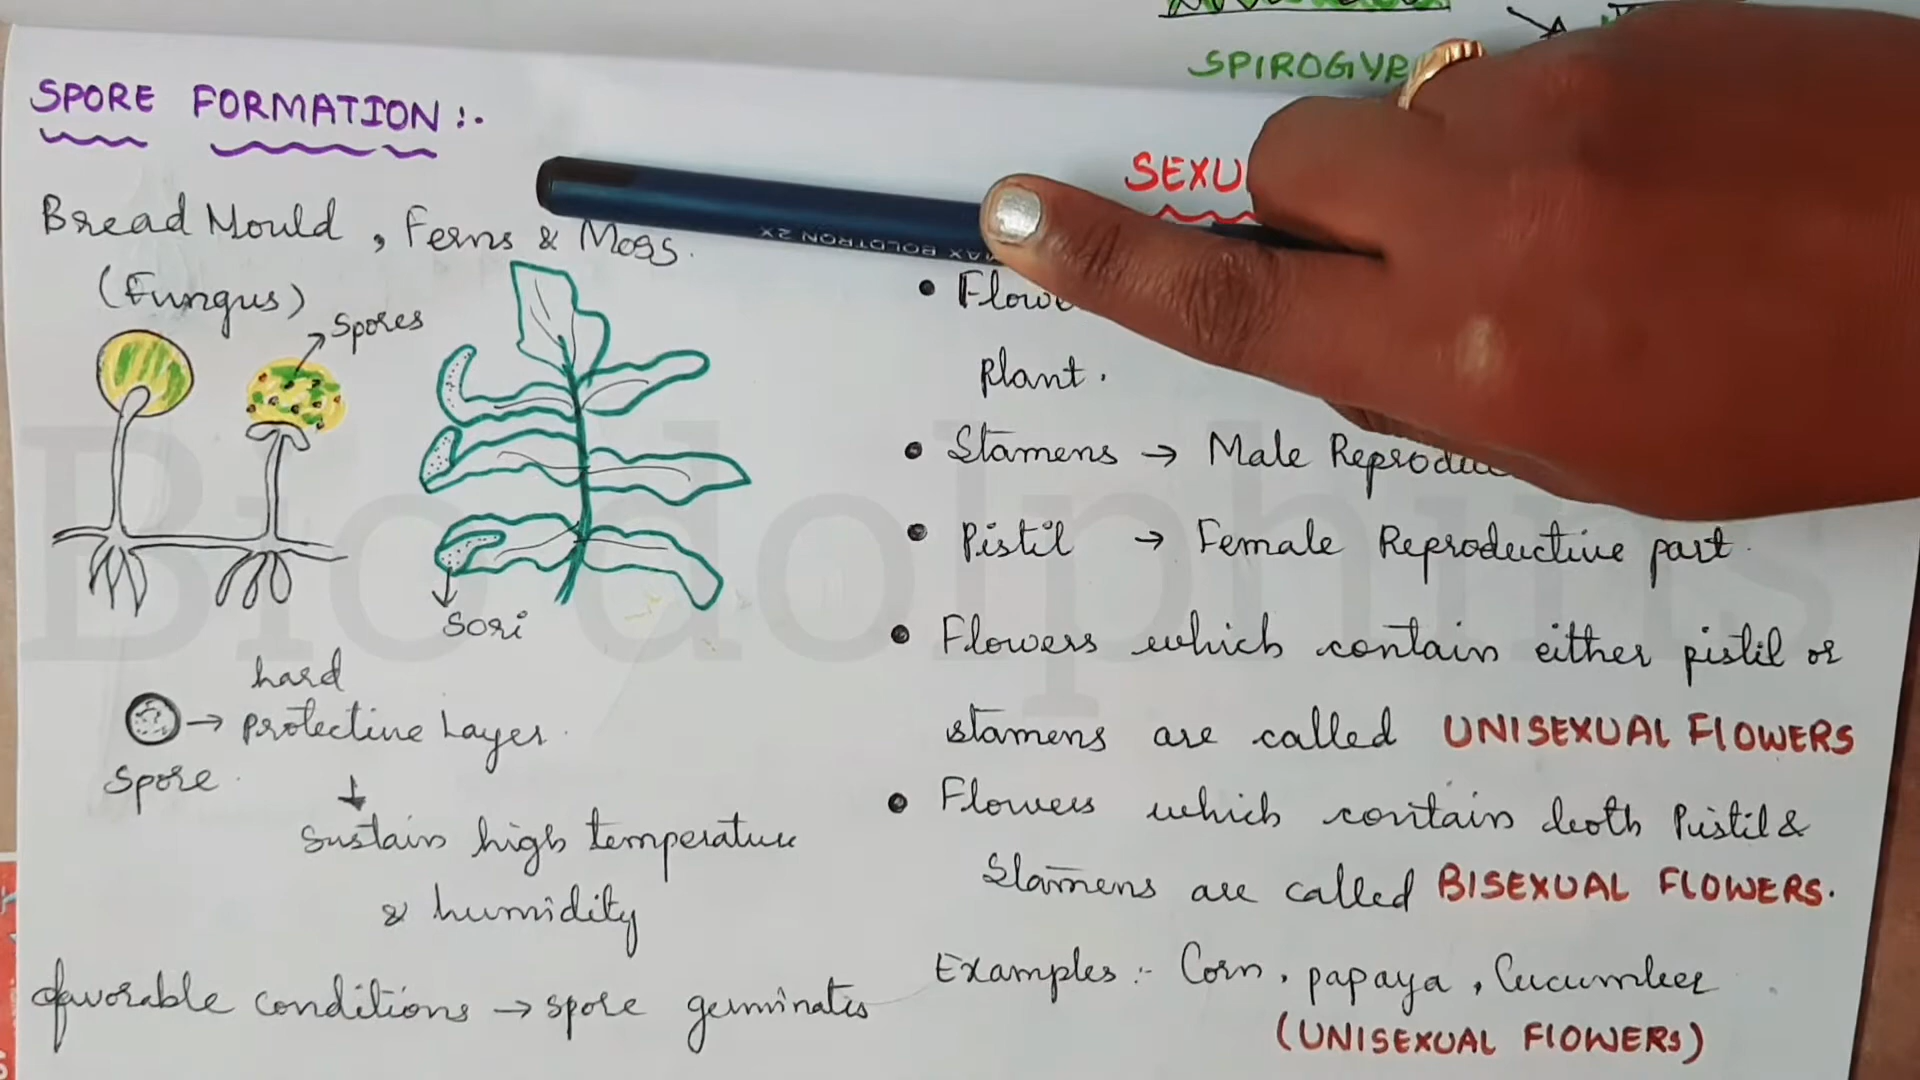 SPIROGYR
SPORE FORMATION :-
SEXU
Bread Mould, Ferns & Moss.
(Fungus)
Spores
MAX BOLDTRON 2X
Sori
hard
protective Layer.
Spore.
Sustain high temperature
& humidity
favorable conditions → spore germinates
• Flowe
plant.
• Stamens → Male Reproduc
• Pistil → Female Reproductive part.
• Flowers which contain either pistil or
stamens are called UNISEXUAL FLOWERS
• Flowers which contain both Pistil &
Stamens are called BISEXUAL FLOWERS.
Examples :- Corn, papaya, Cucumber
(UNISEXUAL FLOWERS)
Biodolphins